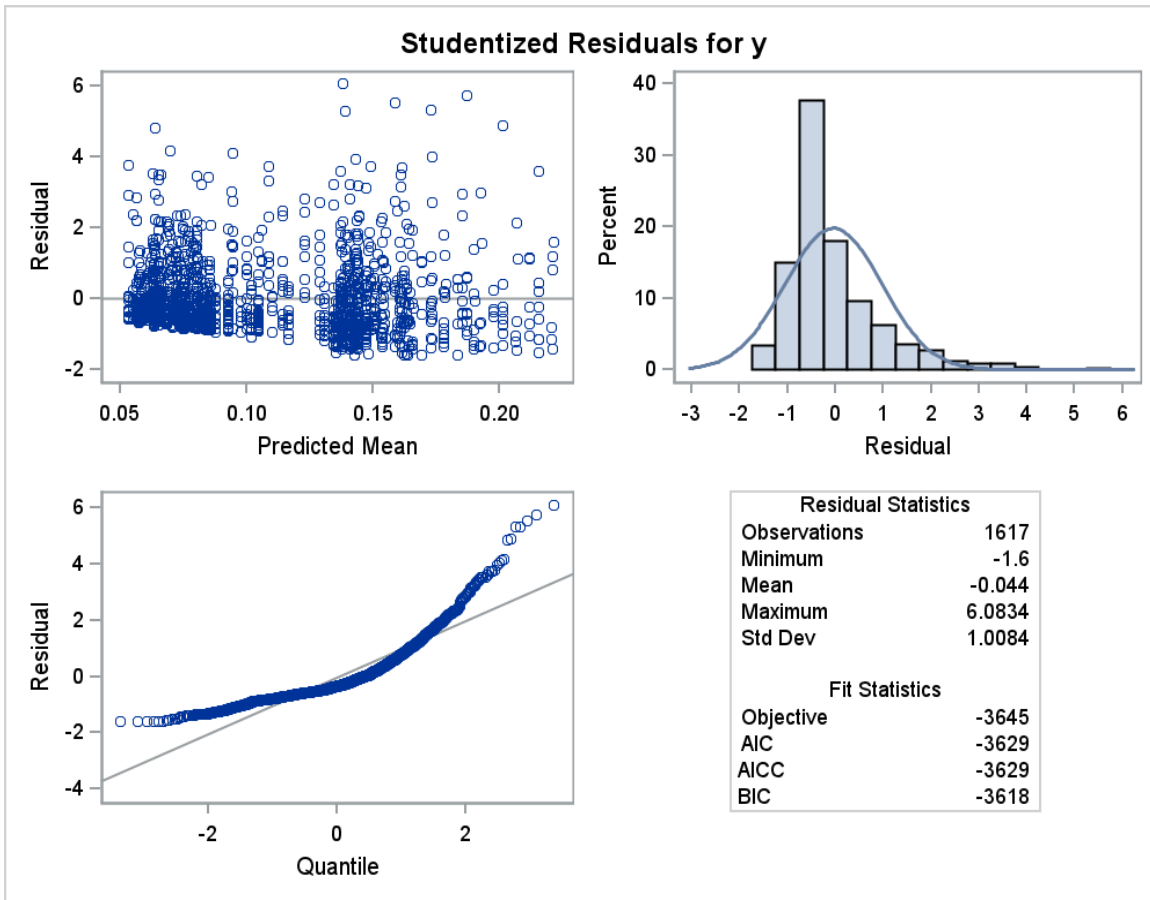 Studentized Residuals for y
6
4
2
0
-2
Residual
0.05 0.10 0.15 0.20
Predicted Mean
40
30
20
10
0
Percent
-3 -2 -1 0 1 2 3 4 5 6
Residual
6
4
2
0
-2
-4
Residual
-2 0 2
Quantile
Residual Statistics
Observations 1617
Minimum -1.6
Mean -0.044
Maximum 6.0834
Std Dev 1.0084
Fit Statistics
Objective -3645
AIC -3629
AICC -3629
BIC -3618